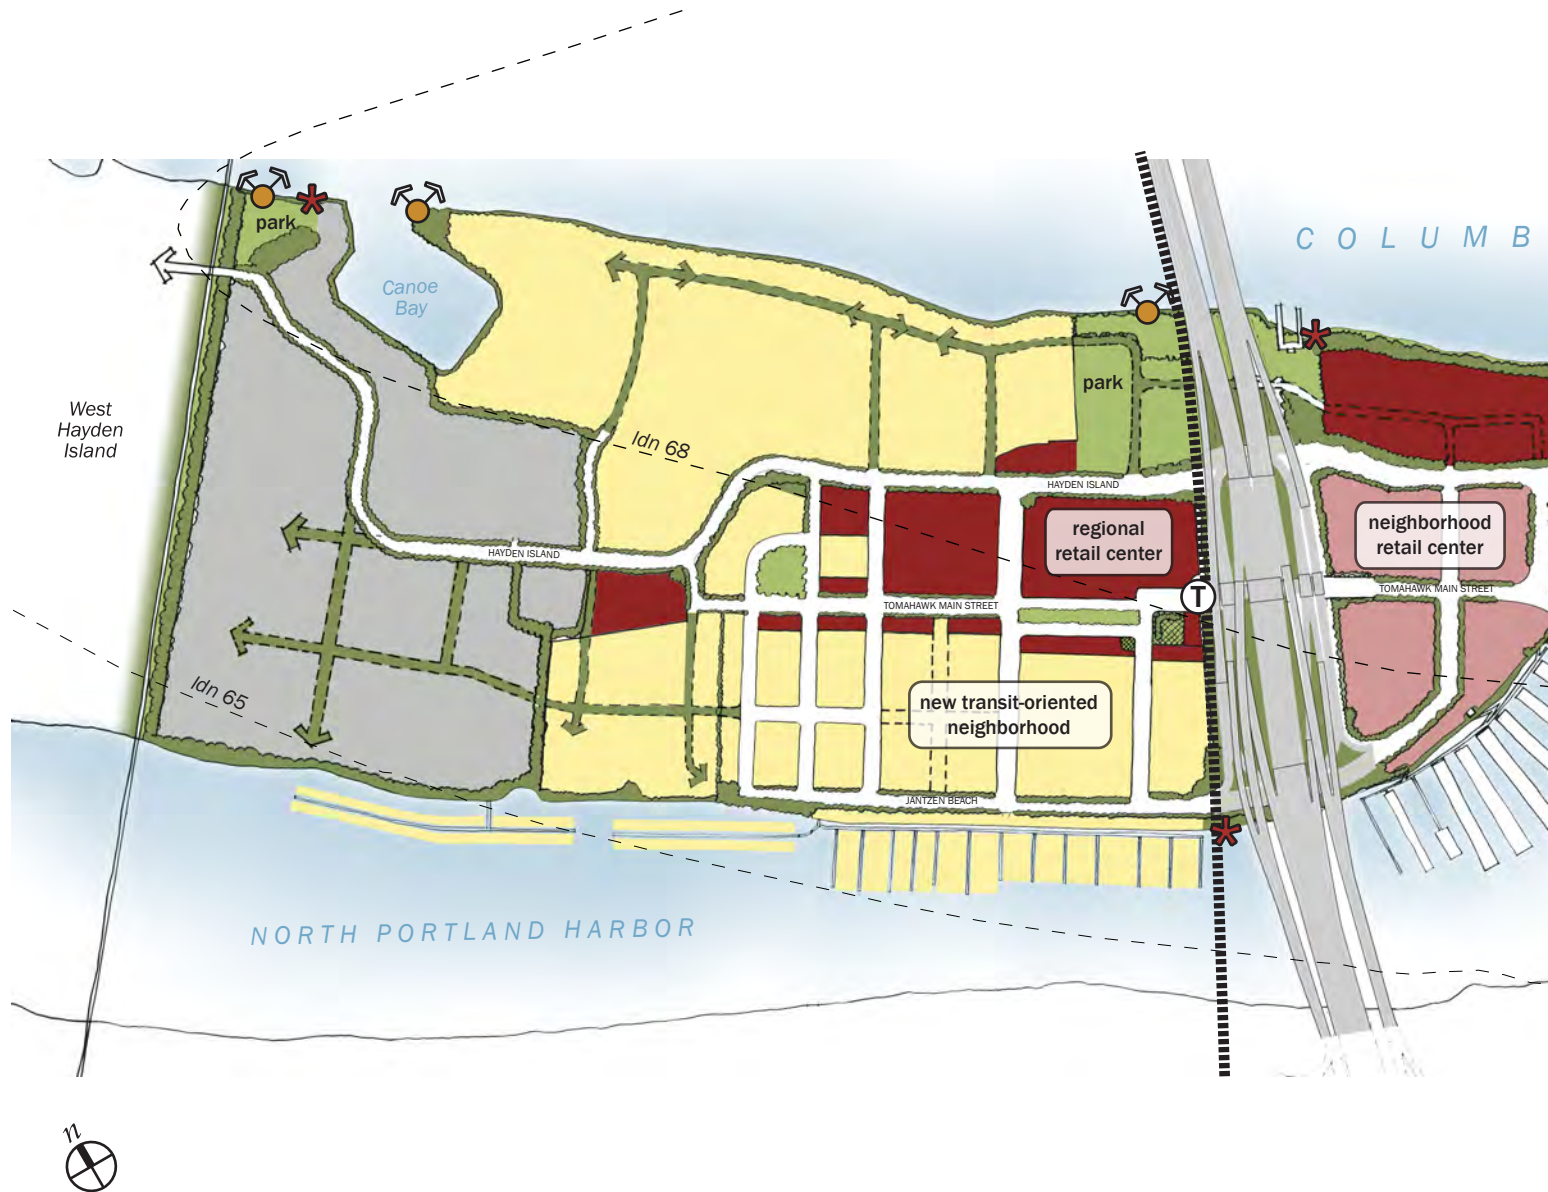 park
COLUMB
Canoe
Bay
park
West
Hayden
Island
ldn 68
HAYDEN ISLAND
regional
retail center
neighborhood
retail center
HAYDEN ISLAND
TOMAHAWK MAIN STREET
T
TOMAHAWK MAIN STREET
ldn 65
new transit-oriented
neighborhood
JANTZEN BEACH
NORTH PORTLAND HARBOR
n